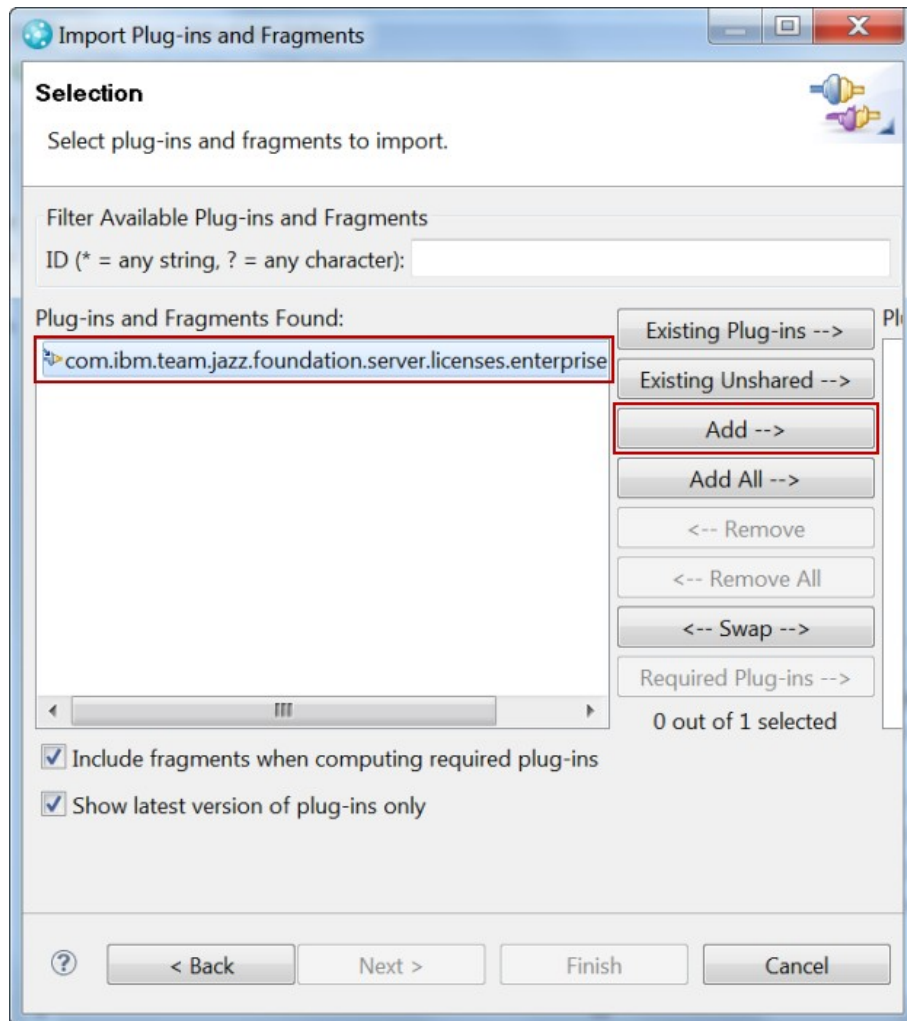 Import Plug-ins and Fragments
Selection
Select plug-ins and fragments to import.
Filter Available Plug-ins and Fragments
ID (* = any string, ? = any character):
Plug-ins and Fragments Found:
com.ibm.team.jazz.foundation.server.licenses.enterprise
Existing Plug-ins -->
Pl
Existing Unshared -->
Add -->
Add All -->
<-- Remove
<-- Remove All
<-- Swap -->
Required Plug-ins -->
0 out of 1 selected
Include fragments when computing required plug-ins
Show latest version of plug-ins only
? < Back Next > Finish Cancel